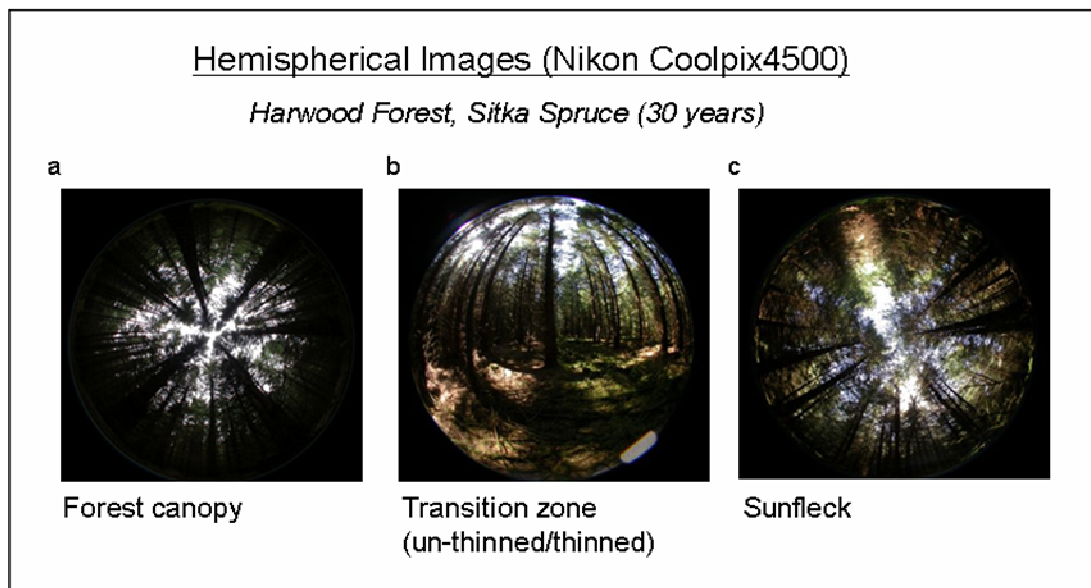 Hemispherical Images (Nikon Coolpix4500)
Harwood Forest, Sitka Spruce (30 years)
a
b
c
Forest canopy
Transition zone
(un-thinned/thinned)
Sunfleck